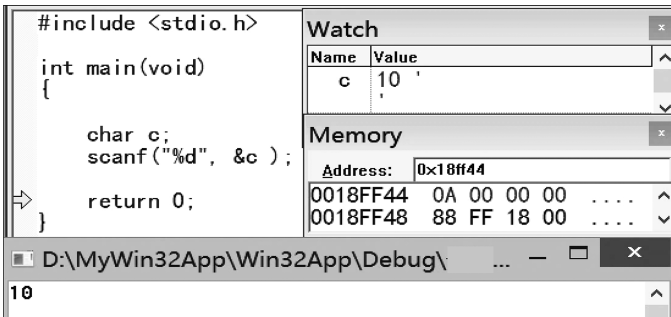 #include <stdio.h>
int main(void)
{
char c;
scanf("%d", &c );
return 0;
}
Watch
Name Value
c 10 '
'
Memory
Address: 0x18ff44
0018FF44 0A 00 00 00 ....
0018FF48 88 FF 18 00 ....
D:\MyWin32App\Win32App\Debug\ ...
10